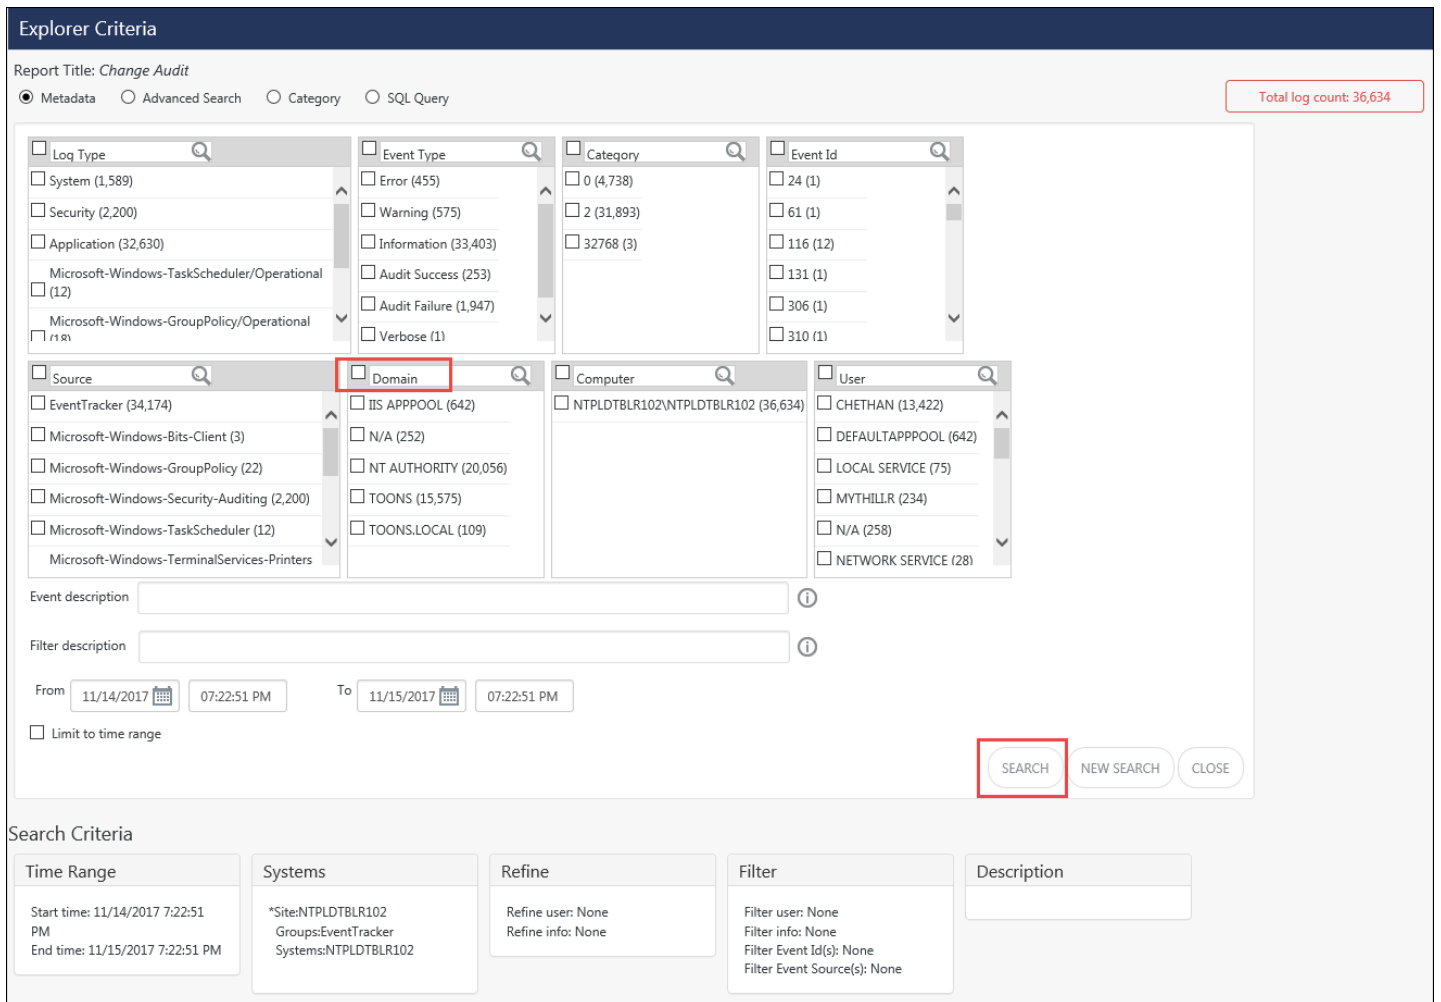 Explorer Criteria
Report Title: Change Audit
Metadata Advanced Search Category SQL Query
Total log count: 36,634
Log Type
System (1,589)
Security (2,200)
Application (32,630)
Microsoft-Windows-TaskScheduler/Operational
(12)
Microsoft-Windows-GroupPolicy/Operational
(18)
Event Type
Error (455)
Warning (575)
Information (33,403)
Audit Success (253)
Audit Failure (1,947)
Verbose (1)
Category
0 (4,738)
2 (31,893)
32768 (3)
Event Id
24 (1)
61 (1)
116 (12)
131 (1)
306 (1)
310 (1)
Source
EventTracker (34,174)
Microsoft-Windows-Bits-Client (3)
Microsoft-Windows-GroupPolicy (22)
Microsoft-Windows-Security-Auditing (2,200)
Microsoft-Windows-TaskScheduler (12)
Microsoft-Windows-TerminalServices-Printers
Domain
IIS APPPOOL (642)
N/A (252)
NT AUTHORITY (20,056)
TOONS (15,575)
TOONS.LOCAL (109)
Computer
NTPLDTBLR102\NTPLDTBLR102 (36,634)
User
CHETHAN (13,422)
DEFAULTAPPPOOL (642)
LOCAL SERVICE (75)
MYTHILI.R (234)
N/A (258)
NETWORK SERVICE (28)
Event description
Filter description
From 11/14/2017 07:22:51 PM To 11/15/2017 07:22:51 PM
Limit to time range
SEARCH NEW SEARCH CLOSE
Search Criteria
Time Range
Start time: 11/14/2017 7:22:51
PM
End time: 11/15/2017 7:22:51 PM
Systems
*Site:NTPLDTBLR102
Groups:EventTracker
Systems:NTPLDTBLR102
Refine
Refine user: None
Refine info: None
Filter
Filter user: None
Filter info: None
Filter Event Id(s): None
Filter Event Source(s): None
Description